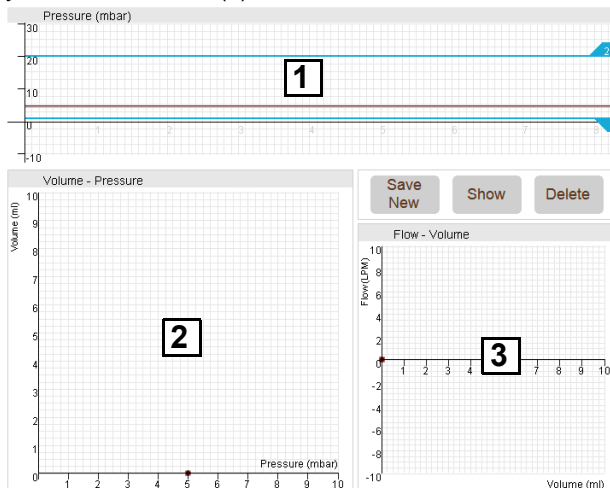 Pressure (mbar)
30
20
2
10
0
1 2 3 4 5 6 7 8
-10
1
Volume - Pressure
Save New
Show
Delete
Volume (ml)
10
9
8
7
6
5
4
3
2
1
0
1 2 3 4 5 6 7 8 9 10
Pressure (mbar)
2
Flow - Volume
Flow (LPM)
10
8
6
4
2
0
-2
-4
-6
-8
-10
1 2 3 4 7 8 9 10
Volume (ml)
3